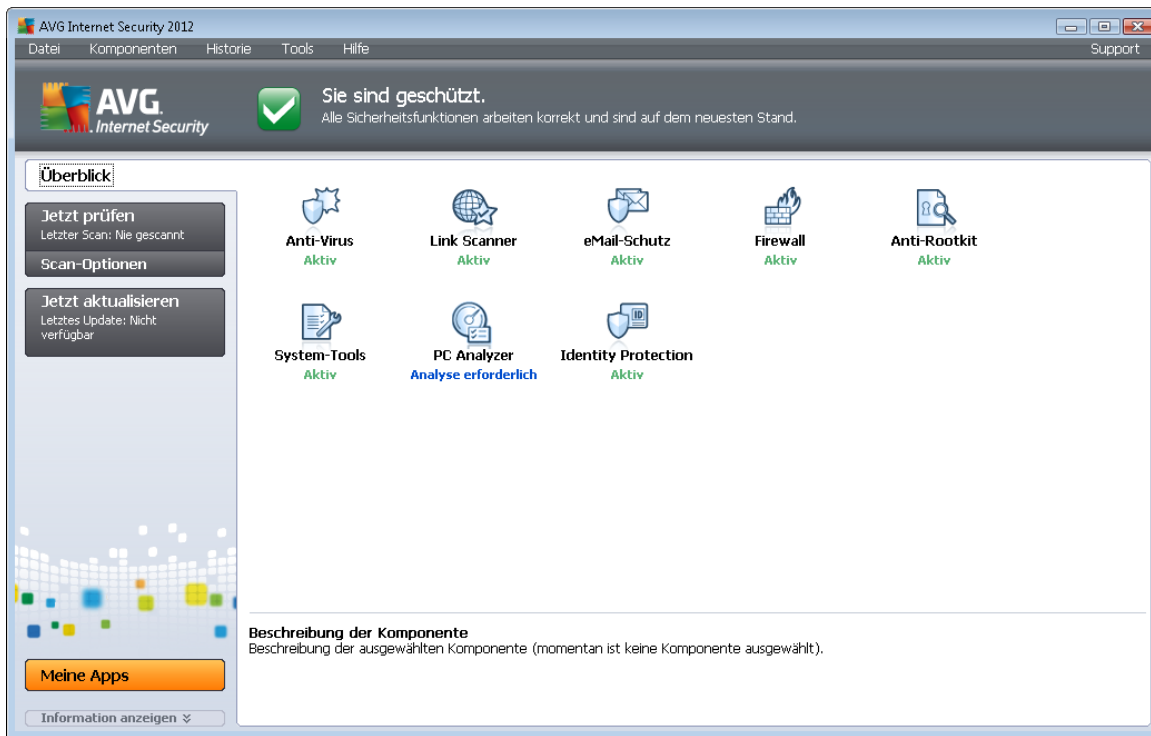 AVG Internet Security 2012
Datei Komponenten Historie Tools Hilfe Support
AVG.
Internet Security
Sie sind geschützt.
Alle Sicherheitsfunktionen arbeiten korrekt und sind auf dem neuesten Stand.
Überblick
Jetzt prüfen
Letzter Scan: Nie gescannt
Scan-Optionen
Jetzt aktualisieren
Letztes Update: Nicht
verfügbar
Anti-Virus
Aktiv
Link Scanner
Aktiv
eMail-Schutz
Aktiv
Firewall
Aktiv
Anti-Rootkit
Aktiv
System-Tools
Aktiv
PC Analyzer
Analyse erforderlich
ID
Identity Protection
Aktiv
Beschreibung der Komponente
Beschreibung der ausgewählten Komponente (momentan ist keine Komponente ausgewählt).
Meine Apps
Information anzeigen